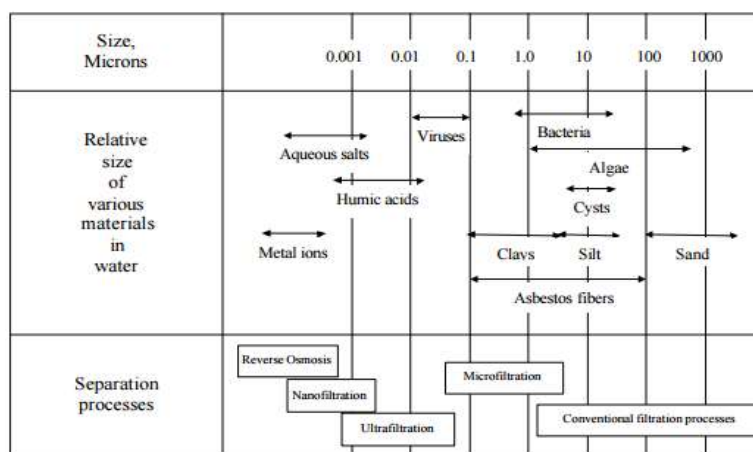 Size,
Microns
0.001 0.01 0.1 1.0 10 100 1000
Relative
size
of
various
materials
in
water
Viruses
Bacteria
Aqueous salts
Algae
Humic acids
Cysts
Metal ions
Clays
Silt
Sand
Asbestos fibers
Separation
processes
Reverse Osmosis
Nanofiltration
Ultrafiltration
Microfiltration
Conventional filtration processes